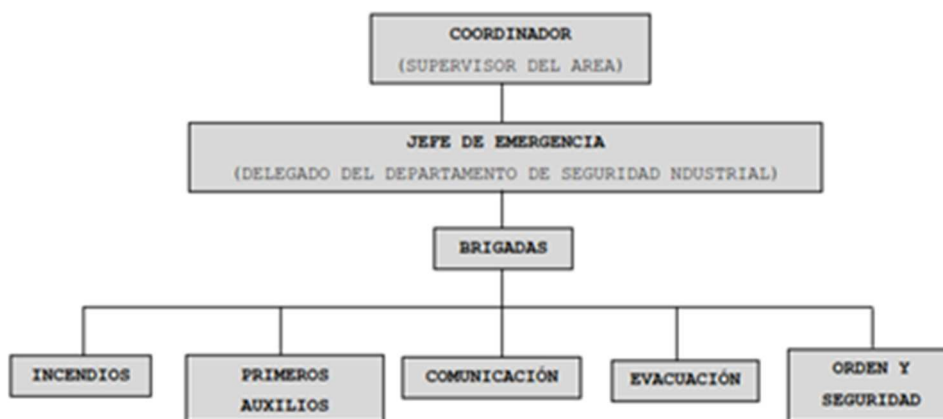 COORDINADOR
(SUPERVISOR DEL AREA)
JEFE DE EMERGENCIA
(DELEGADO DEL DEPARTAMENTO DE SEGURIDAD NDUSTRIAL)
BRIGADAS
INCENDIOS
PRIMEROS
AUXILIOS
COMUNICACIÓN
EVACUACIÓN
ORDEN Y
SEGURIDAD